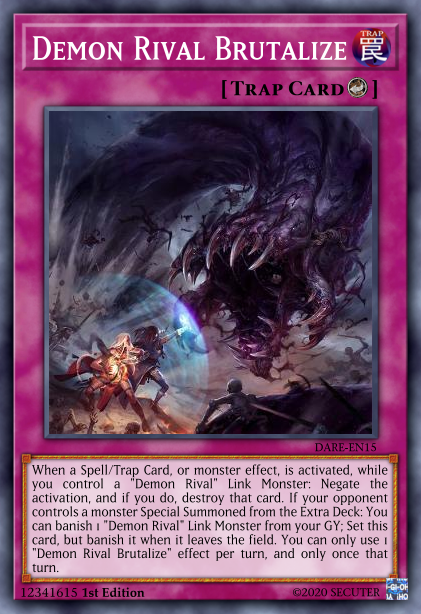 DEMON RIVAL BRUTALIZE
TRAP
罠
[TRAP CARD]
DARE-EN15
When a Spell/Trap Card, or monster effect, is activated, while
you control a "Demon Rival" Link Monster: Negate the
activation, and if you do, destroy that card. If your opponent
controls a monster Special Summoned from the Extra Deck: You
can banish 1 "Demon Rival" Link Monster from your GY; Set this
card, but banish it when it leaves the field. You can only use 1
"Demon Rival Brutalize" effect per turn, and only once that
turn.
12341615 1st Edition
©2020 SECUTER